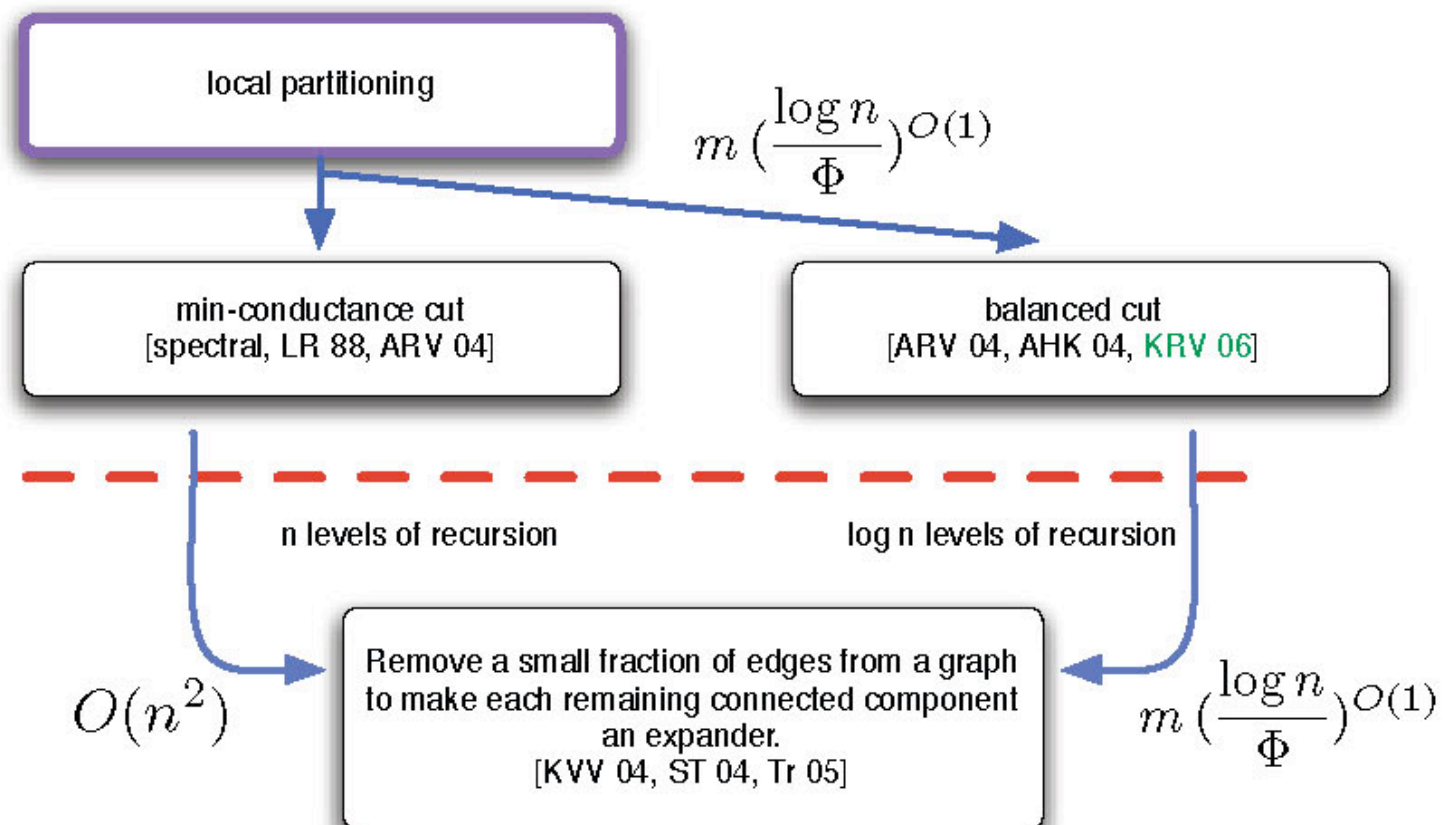 local partitioning
m (log n / Φ)^{O(1)}
min-conductance cut
[spectral, LR 88, ARV 04]
balanced cut
[ARV 04, AHK 04, KRV 06]
n levels of recursion
log n levels of recursion
Remove a small fraction of edges from a graph
to make each remaining connected component
an expander.
[KVV 04, ST 04, Tr 05]
O(n^2)
m (log n / Φ)^{O(1)}